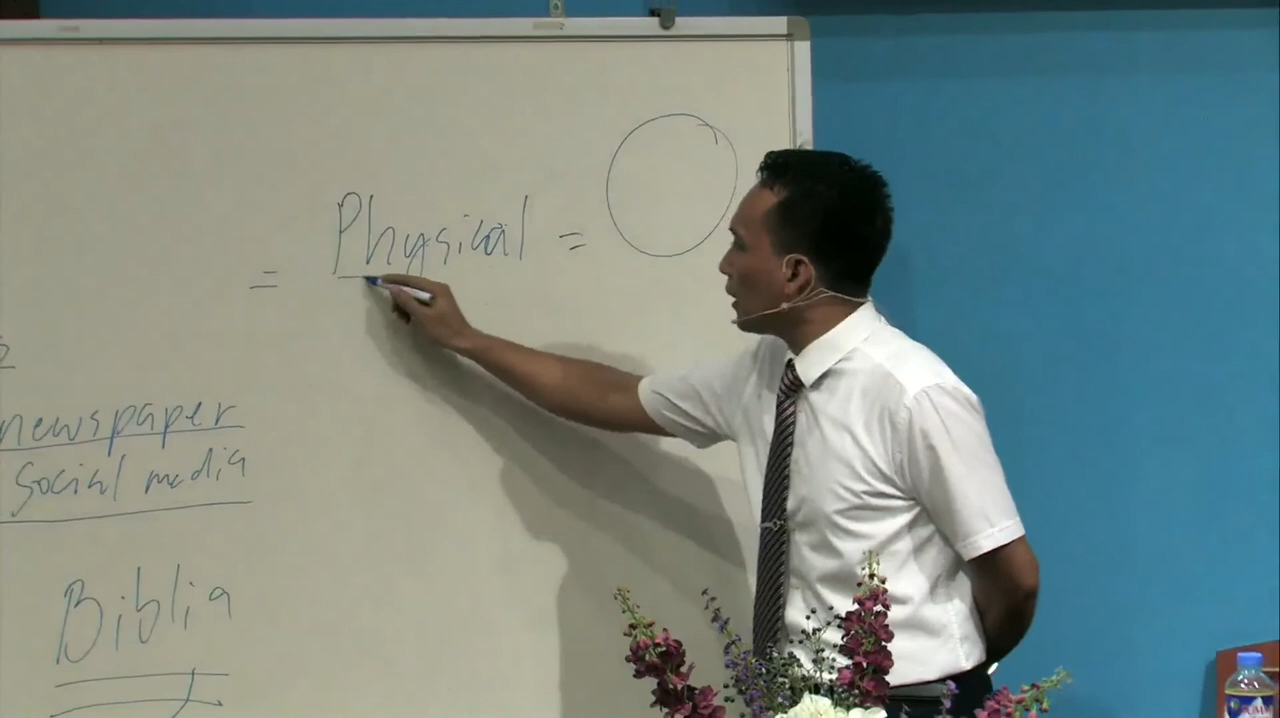 = Physical =
newspaper
social media
Biblia